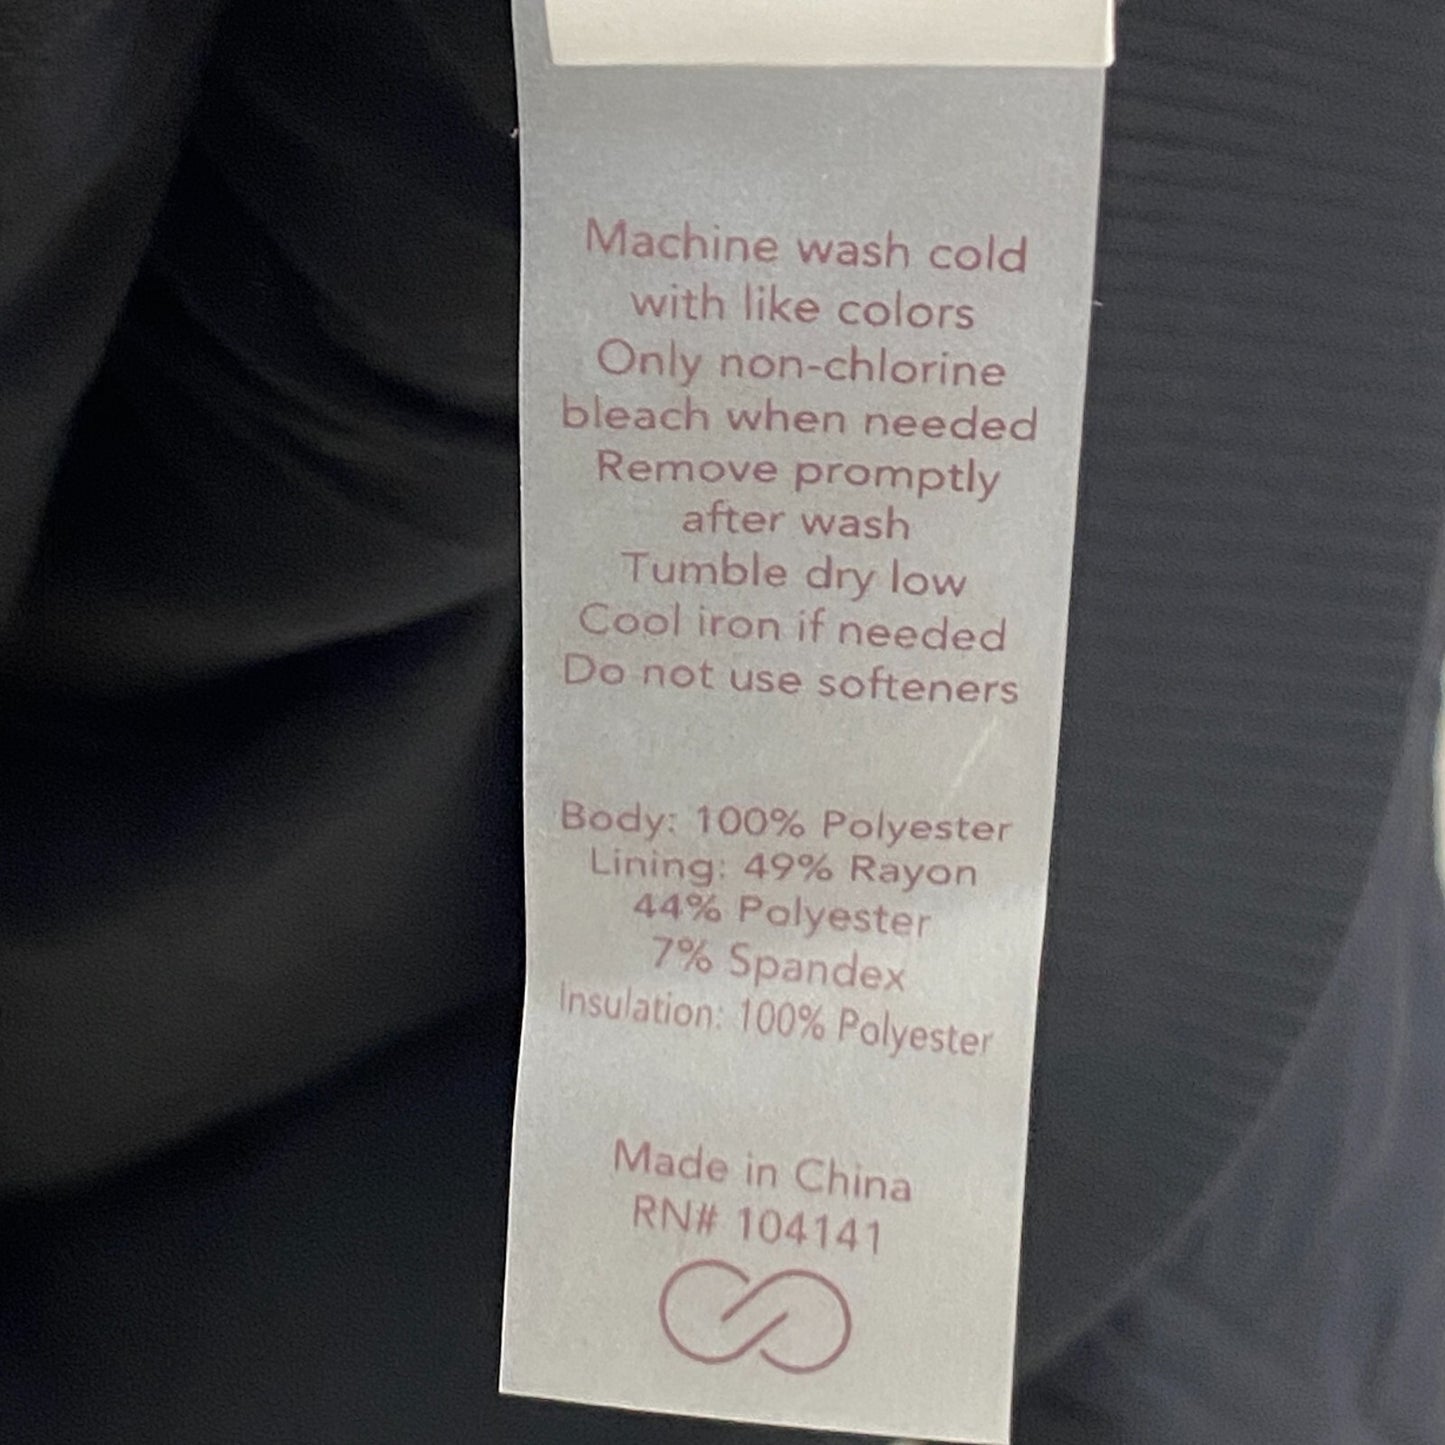 Machine wash cold
with like colors
Only non-chlorine
bleach when needed
Remove promptly
after wash
Tumble dry low
Cool iron if needed
Do not use softeners
Body: 100% Polyester
Lining: 49% Rayon
44% Polyester
7% Spandex
Insulation: 100% Polyester
Made in China
RN# 104141